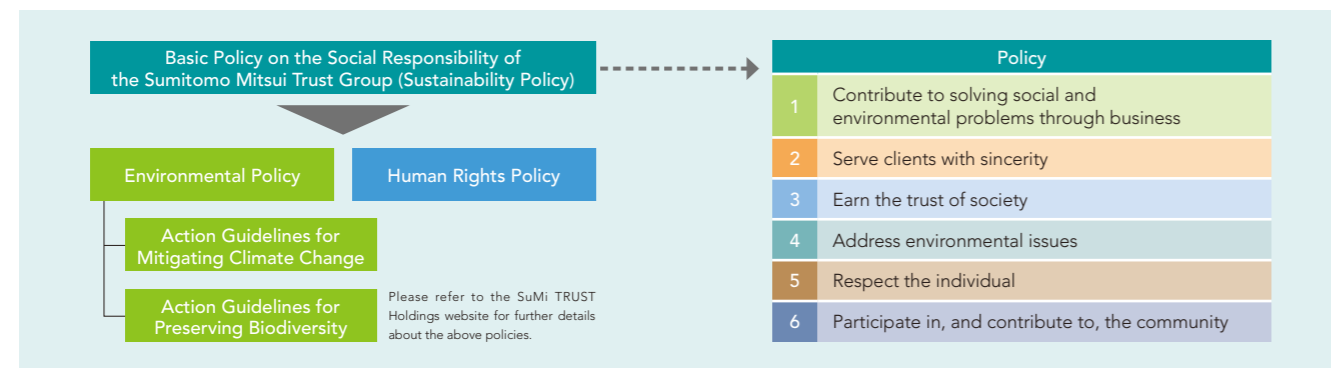 Basic Policy on the Social Responsibility of
the Sumitomo Mitsui Trust Group (Sustainability Policy)
Environmental Policy
Human Rights Policy
Action Guidelines for
Mitigating Climate Change
Action Guidelines for
Preserving Biodiversity
Please refer to the SuMi TRUST
Holdings website for further details
about the above policies.
Policy
1
Contribute to solving social and
environmental problems through business
2 Serve clients with sincerity
3 Earn the trust of society
4 Address environmental issues
5 Respect the individual
6 Participate in, and contribute to, the community